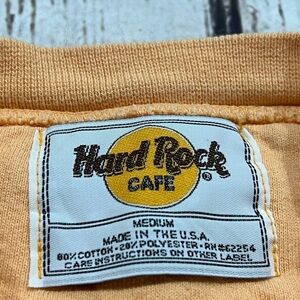 Hard Rock
CAFE ®
MEDIUM
MADE IN THE U.S.A.
80% COTTON - 20% POLYESTER - RN#62254
CARE INSTRUCTIONS ON OTHER LABEL